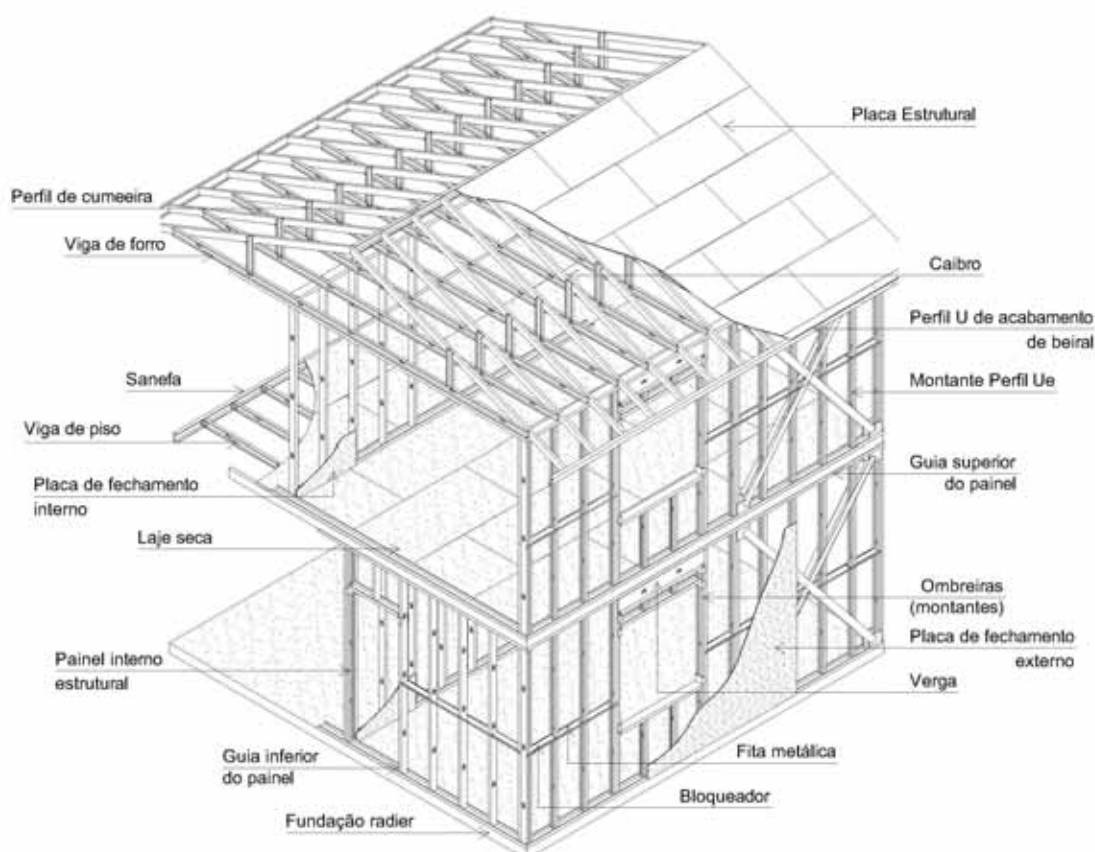 Placa Estrutural
Perfil de cumeeira
Viga de forro
Caibro
Perfil U de acabamento
de beiral
Sanefa
Montante Perfil Ue
Viga de piso
Guia superior
do painel
Placa de fechamento
interno
Laje seca
Ombreiras
(montantes)
Placa de fechamento
externo
Painel interno
estrutural
Verga
Fita metálica
Guia inferior
do painel
Bloqueador
Fundação radier